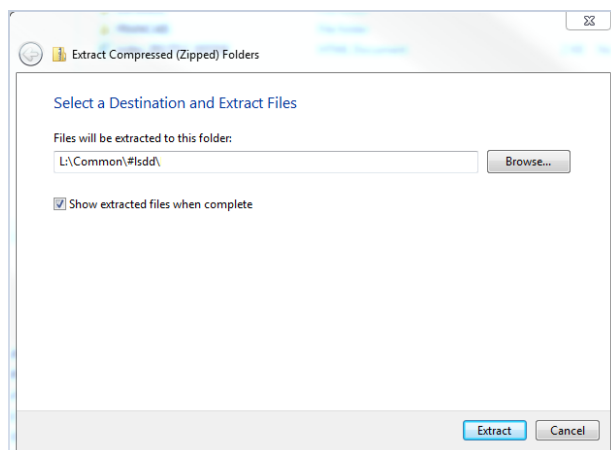 Extract Compressed (Zipped) Folders
Select a Destination and Extract Files
Files will be extracted to this folder:
L:\Common\#lsdd\
Browse...
Show extracted files when complete
Extract
Cancel